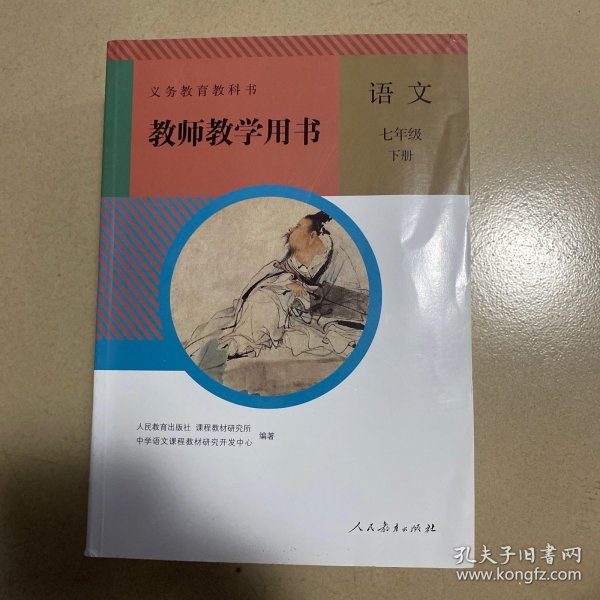 义务教育教科书
教师教学用书
语文
七年级
下册
人民教育出版社 课程教材研究所
中学语文课程教材研究开发中心
编著
人民教育出版社
孔夫子旧书网
www.kongfz.com